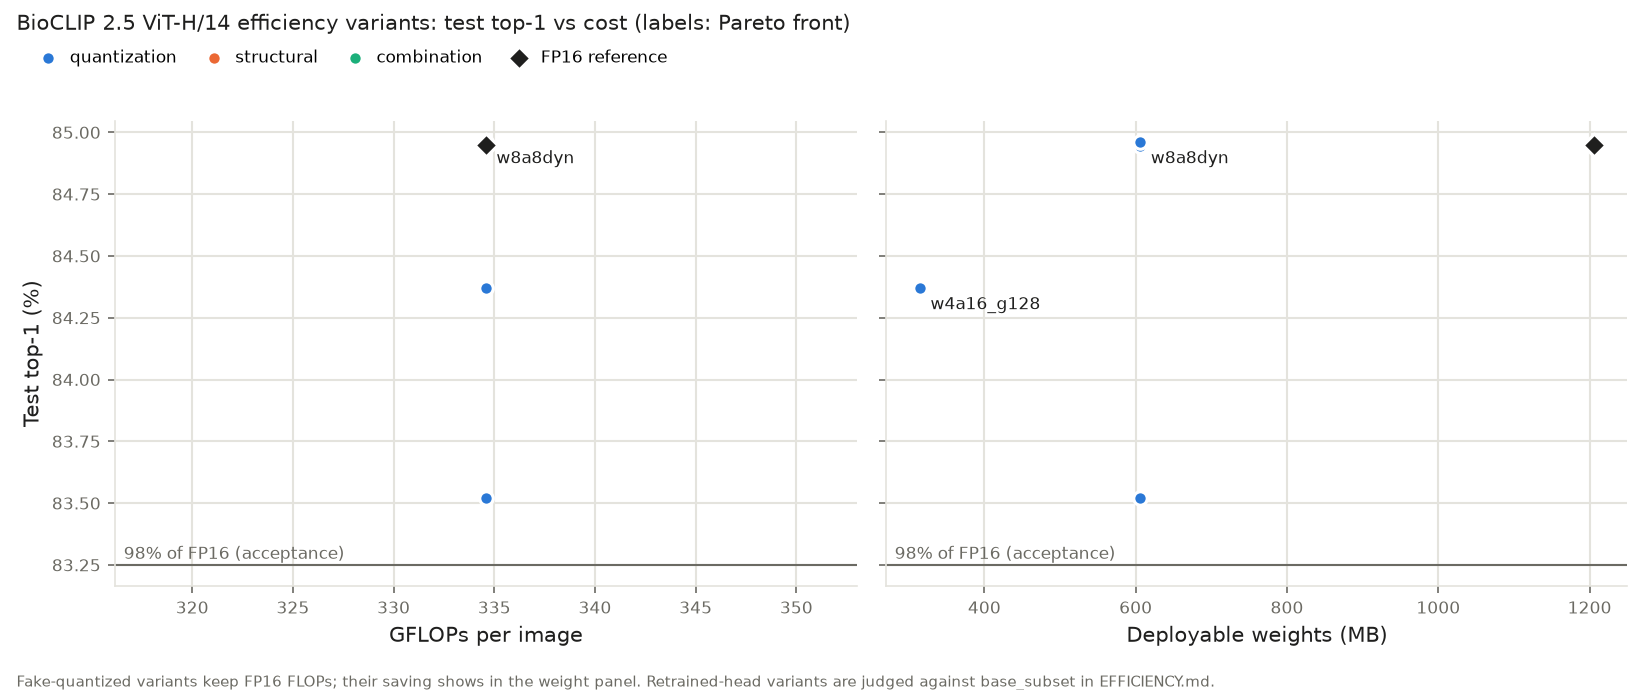 BioCLIP 2.5 ViT-H/14 efficiency variants: test top-1 vs cost (labels: Pareto front)
quantization structural combination FP16 reference
Test top-1 (%)
85.00
84.75
84.50
84.25
84.00
83.75
83.50
83.25
w8a8dyn
98% of FP16 (acceptance)
320 325 330 335 340 345 350
GFLOPs per image
w8a8dyn
w4a16_g128
98% of FP16 (acceptance)
400 600 800 1000 1200
Deployable weights (MB)
Fake-quantized variants keep FP16 FLOPs; their saving shows in the weight panel. Retrained-head variants are judged against base_subset in EFFICIENCY.md.